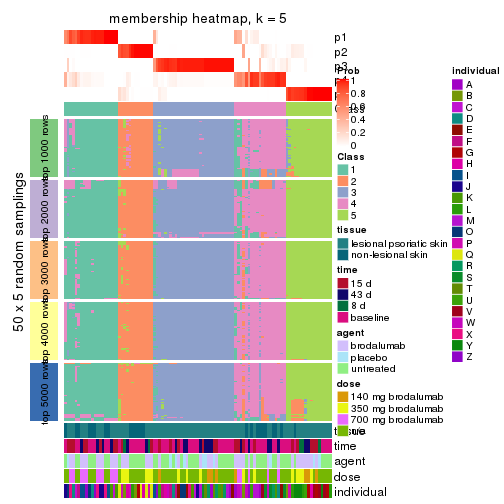 membership heatmap, k = 5
p1
p2
p3
Prob
0.8
0.6
0.4
0.2
0
Class
1
2
3
4
5
tissue
lesional psoriatic skin
non-lesional skin
time
15 d
43 d
8 d
baseline
agent
brodalumab
placebo
untreated
dose
140 mg brodalumab
350 mg brodalumab
700 mg brodalumab
individual
A
B
C
D
E
F
G
H
I
J
K
L
M
O
P
Q
R
S
T
U
V
W
X
Y
Z
50 x 5 random samplings
top 1000 rows
top 2000 rows
top 3000 rows
top 4000 rows
top 5000 rows
time
agent
dose
individual